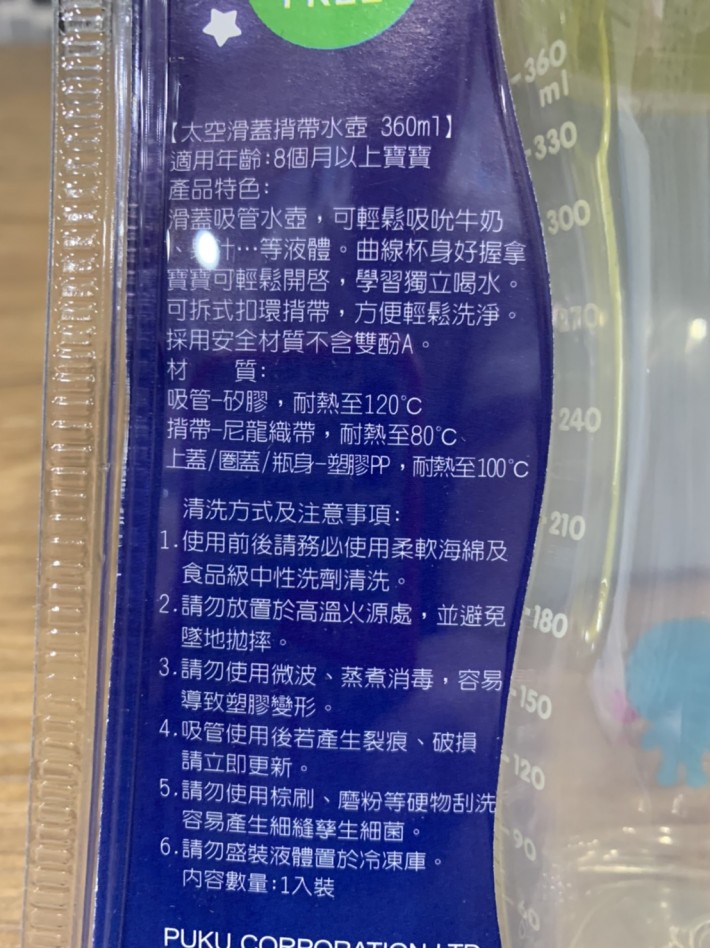 FREE
【太空滑蓋揹帶水壺 360ml】
適用年齡:8個月以上寶寶
產品特色:
滑蓋吸管水壺，可輕鬆吸吮牛奶
、果汁…等液體。曲線杯身好握拿
寶寶可輕鬆開啓，學習獨立喝水。
可拆式扣環揹帶，方便輕鬆洗淨。
採用安全材質不含雙酚A。
材　質:
吸管-矽膠，耐熱至120℃
揹帶-尼龍織帶，耐熱至80℃、
上蓋/圈蓋/瓶身-塑膠PP，耐熱至100℃
清洗方式及注意事項:
1.使用前後請務必使用柔軟海綿及
食品級中性洗劑清洗。
2.請勿放置於高溫火源處，並避免
墜地拋摔。
3.請勿使用微波、蒸煮消毒，容易
導致塑膠變形。
4.吸管使用後若產生裂痕、破損
請立即更新。
5.請勿使用棕刷、磨粉等硬物刮洗
容易產生細縫孳生細菌。
6.請勿盛裝液體置於冷凍庫。
內容數量:1入裝
PUKU CORPORATION LTD
360
ml
330
300
270
240
210
180
150
120
90
60